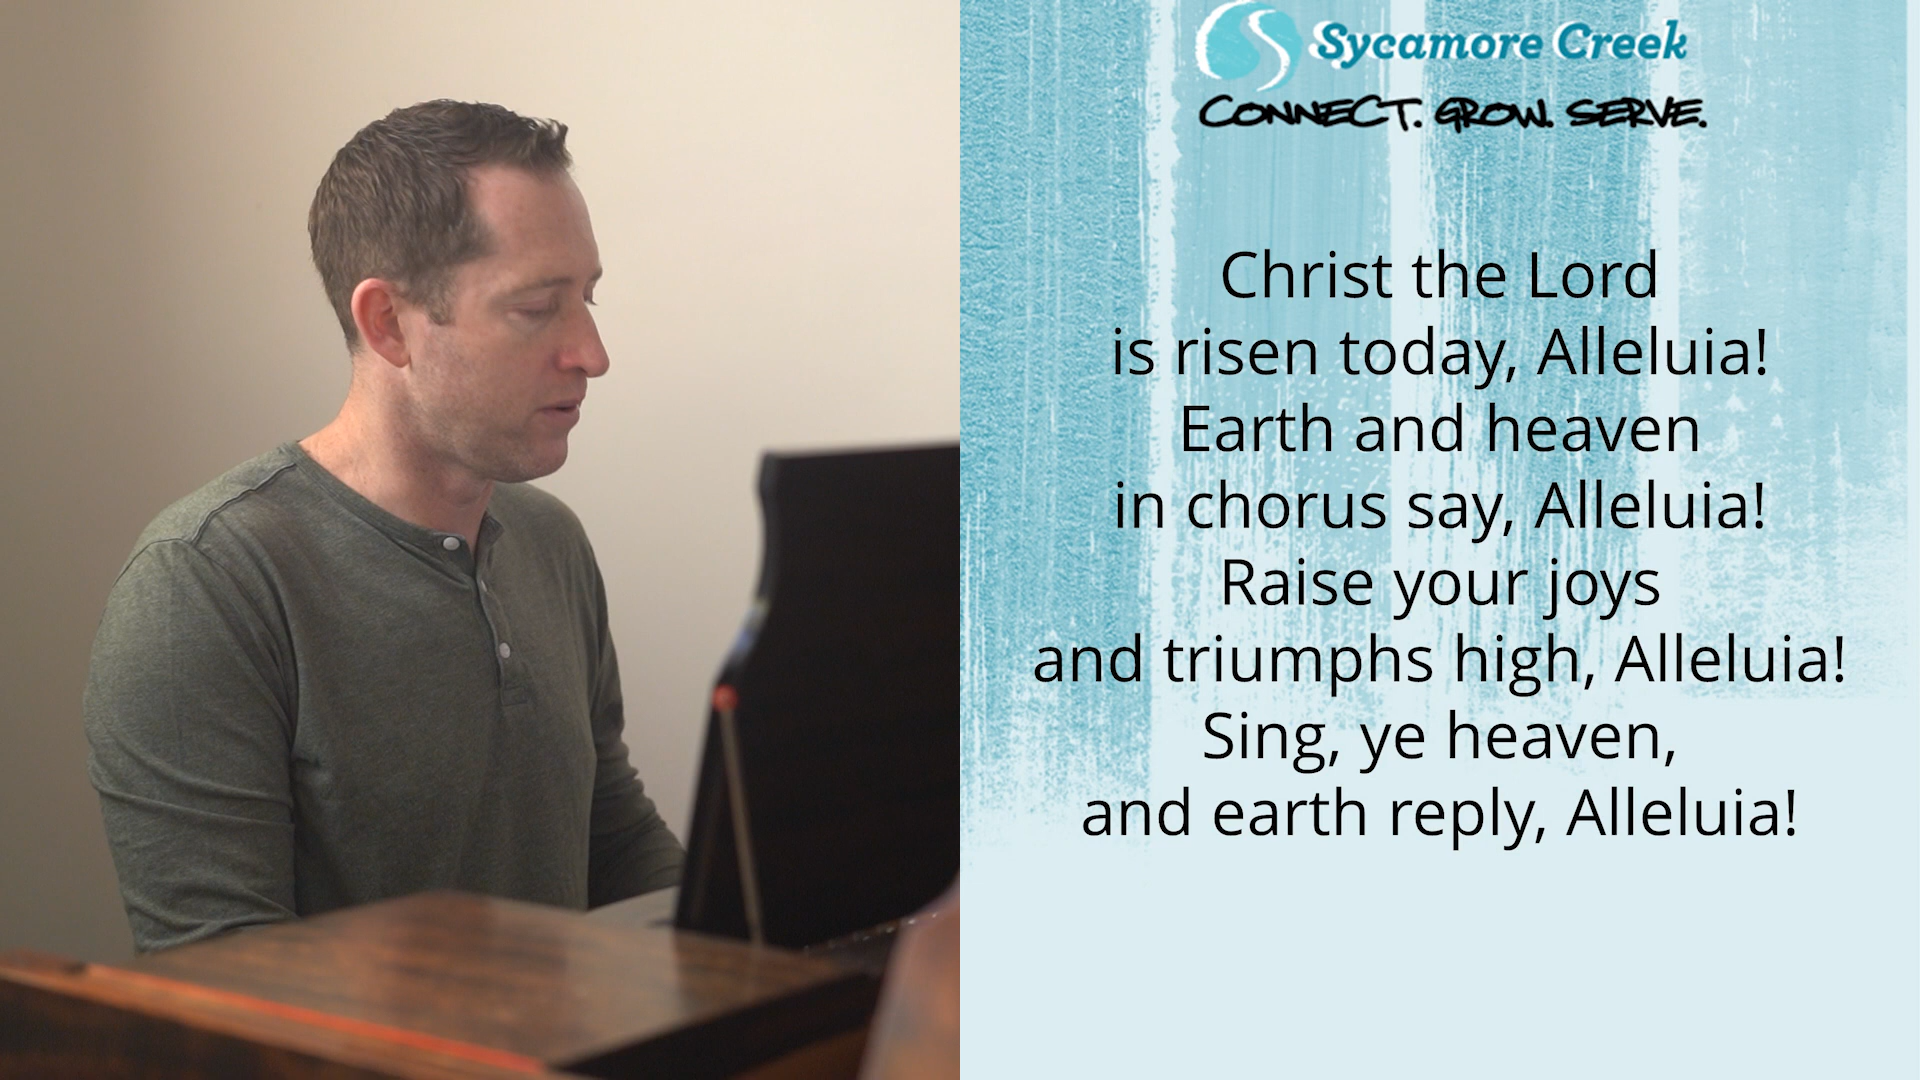 Sycamore Creek
CONNECT. GROW. SERVE.
Christ the Lord
is risen today, Alleluia!
Earth and heaven
in chorus say, Alleluia!
Raise your joys
and triumphs high, Alleluia!
Sing, ye heaven,
and earth reply, Alleluia!